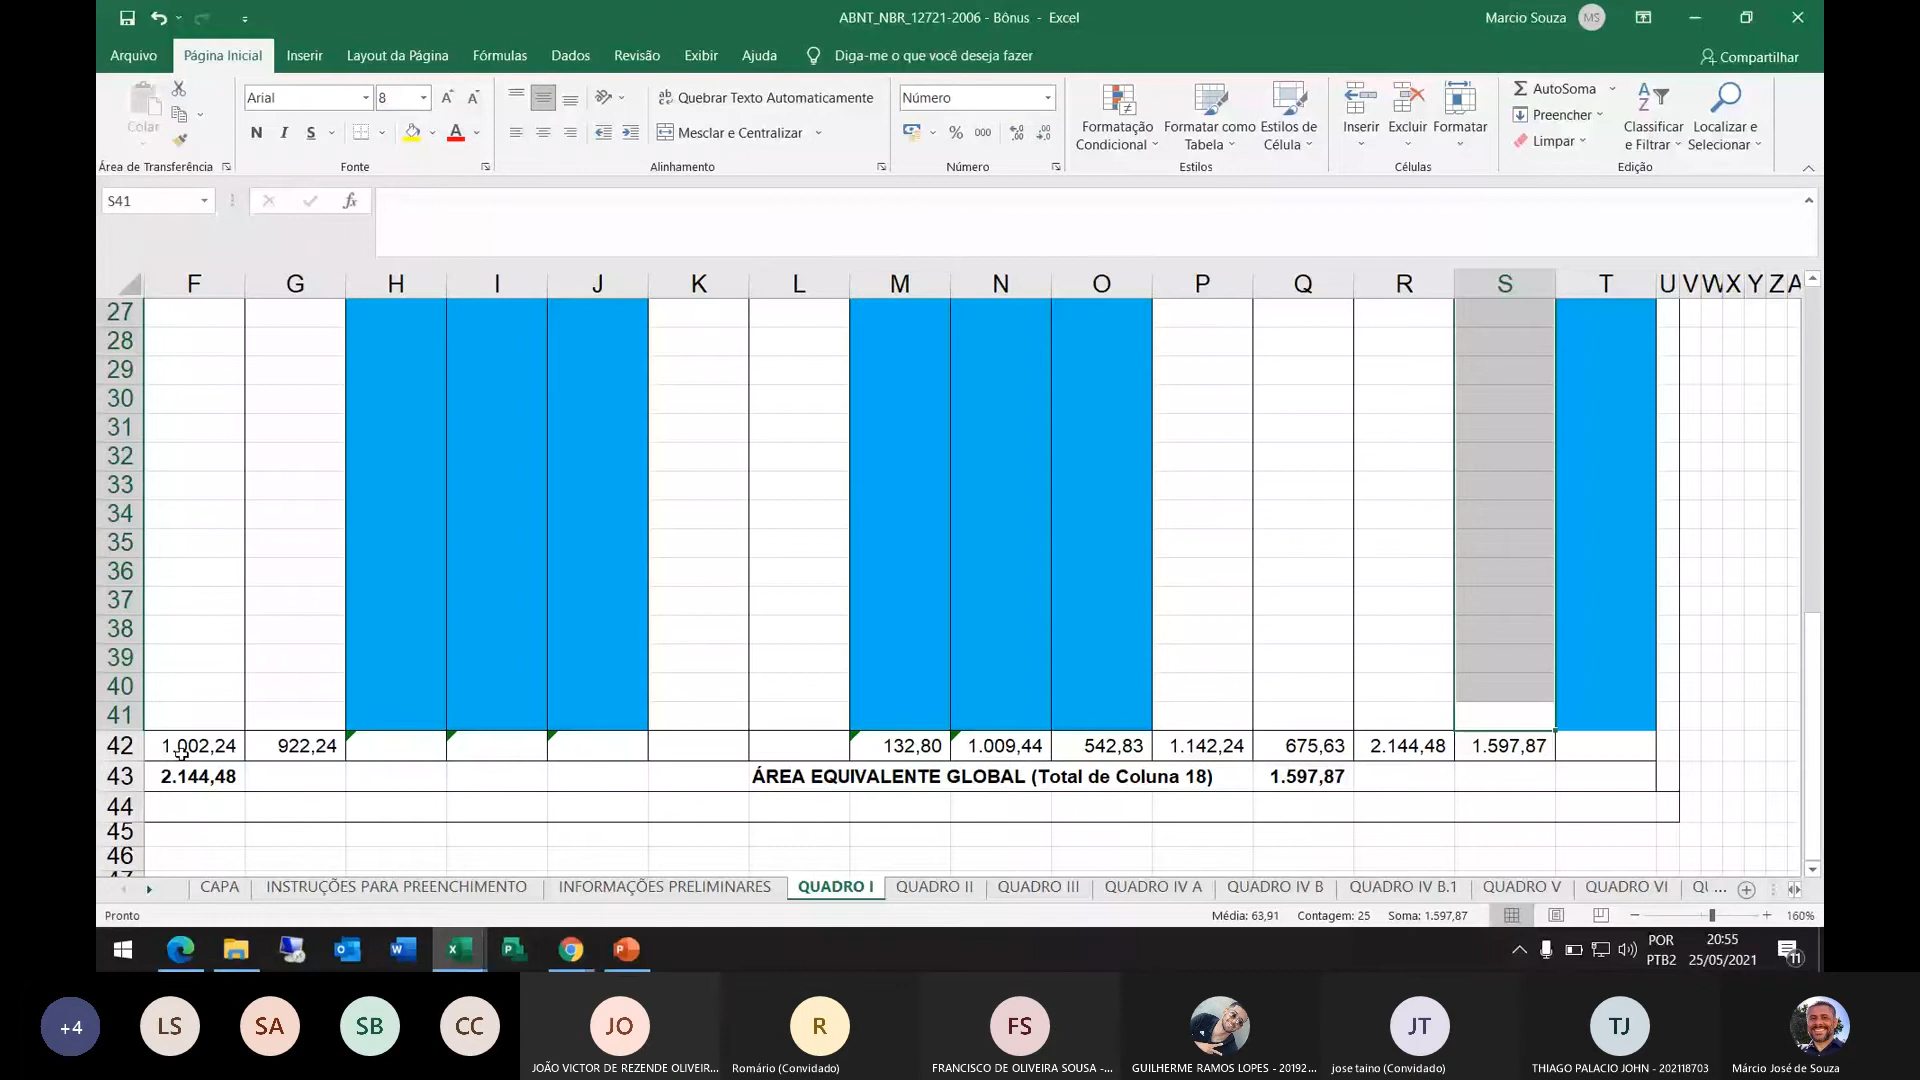 ABNT_NBR_12721-2006 - Bônus - Excel
Marcio Souza MS
Arquivo Página Inicial Inserir Layout da Página Fórmulas Dados Revisão Exibir Ajuda Diga-me o que você deseja fazer Compartilhar
Colar
Arial 8
Quebrar Texto Automaticamente
Número
N I S
Mesclar e Centralizar
% 000
Formatação Condicional
Formatar como Tabela
Estilos de Célula
Inserir Excluir Formatar
AutoSoma
Preencher
Limpar
Classificar e Filtrar
Localizar e Selecionar
Área de Transferência Fonte Alinhamento Número Estilos Células Edição
S41 fx
F G H I J K L M N O P Q R S T U V W X Y Z A
27
28
29
30
31
32
33
34
35
36
37
38
39
40
41
42 1.002,24 922,24 132,80 1.009,44 542,83 1.142,24 675,63 2.144,48 1.597,87
43 2.144,48 ÁREA EQUIVALENTE GLOBAL (Total de Coluna 18) 1.597,87
44
45
46
CAPA INSTRUÇÕES PARA PREENCHIMENTO INFORMAÇÕES PRELIMINARES QUADRO I QUADRO II QUADRO III QUADRO IV A QUADRO IV B QUADRO IV B.1 QUADRO V QUADRO VI QU ...
Pronto Média: 63,91 Contagem: 25 Soma: 1.597,87 160%
POR 20:55
PTB2 25/05/2021 11
+4 LS SA SB CC JO R FS JT TJ
JOÃO VICTOR DE REZENDE OLIVEIR... Romário (Convidado) FRANCISCO DE OLIVEIRA SOUSA -... GUILHERME RAMOS LOPES - 20192... jose taino (Convidado) THIAGO PALACIO JOHN - 202118703 Márcio José de Souza